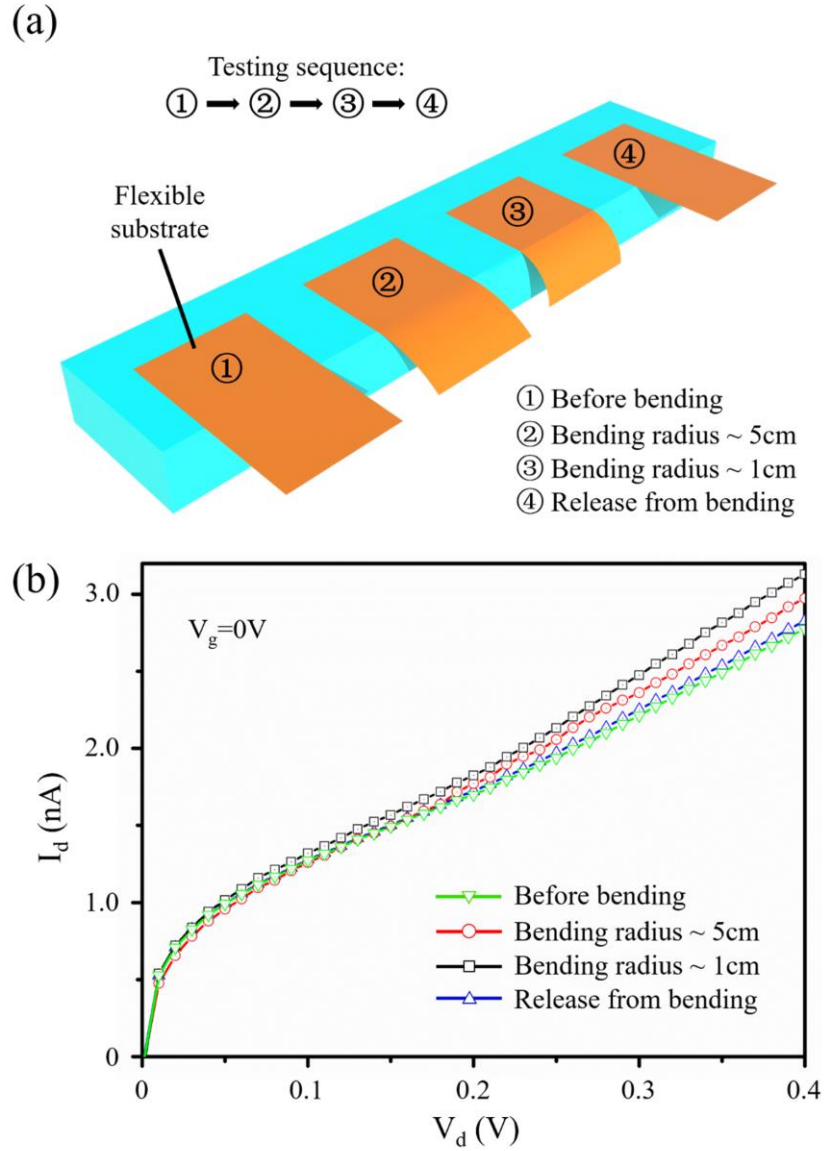 (a)
Testing sequence:
① → ② → ③ → ④
Flexible
substrate
①
②
③
④
① Before bending
② Bending radius ~ 5cm
③ Bending radius ~ 1cm
④ Release from bending
(b)
V_g=0V
3.0
2.0
1.0
0
I_d (nA)
Before bending
Bending radius ~ 5cm
Bending radius ~ 1cm
Release from bending
0 0.1 0.2 0.3 0.4
V_d (V)